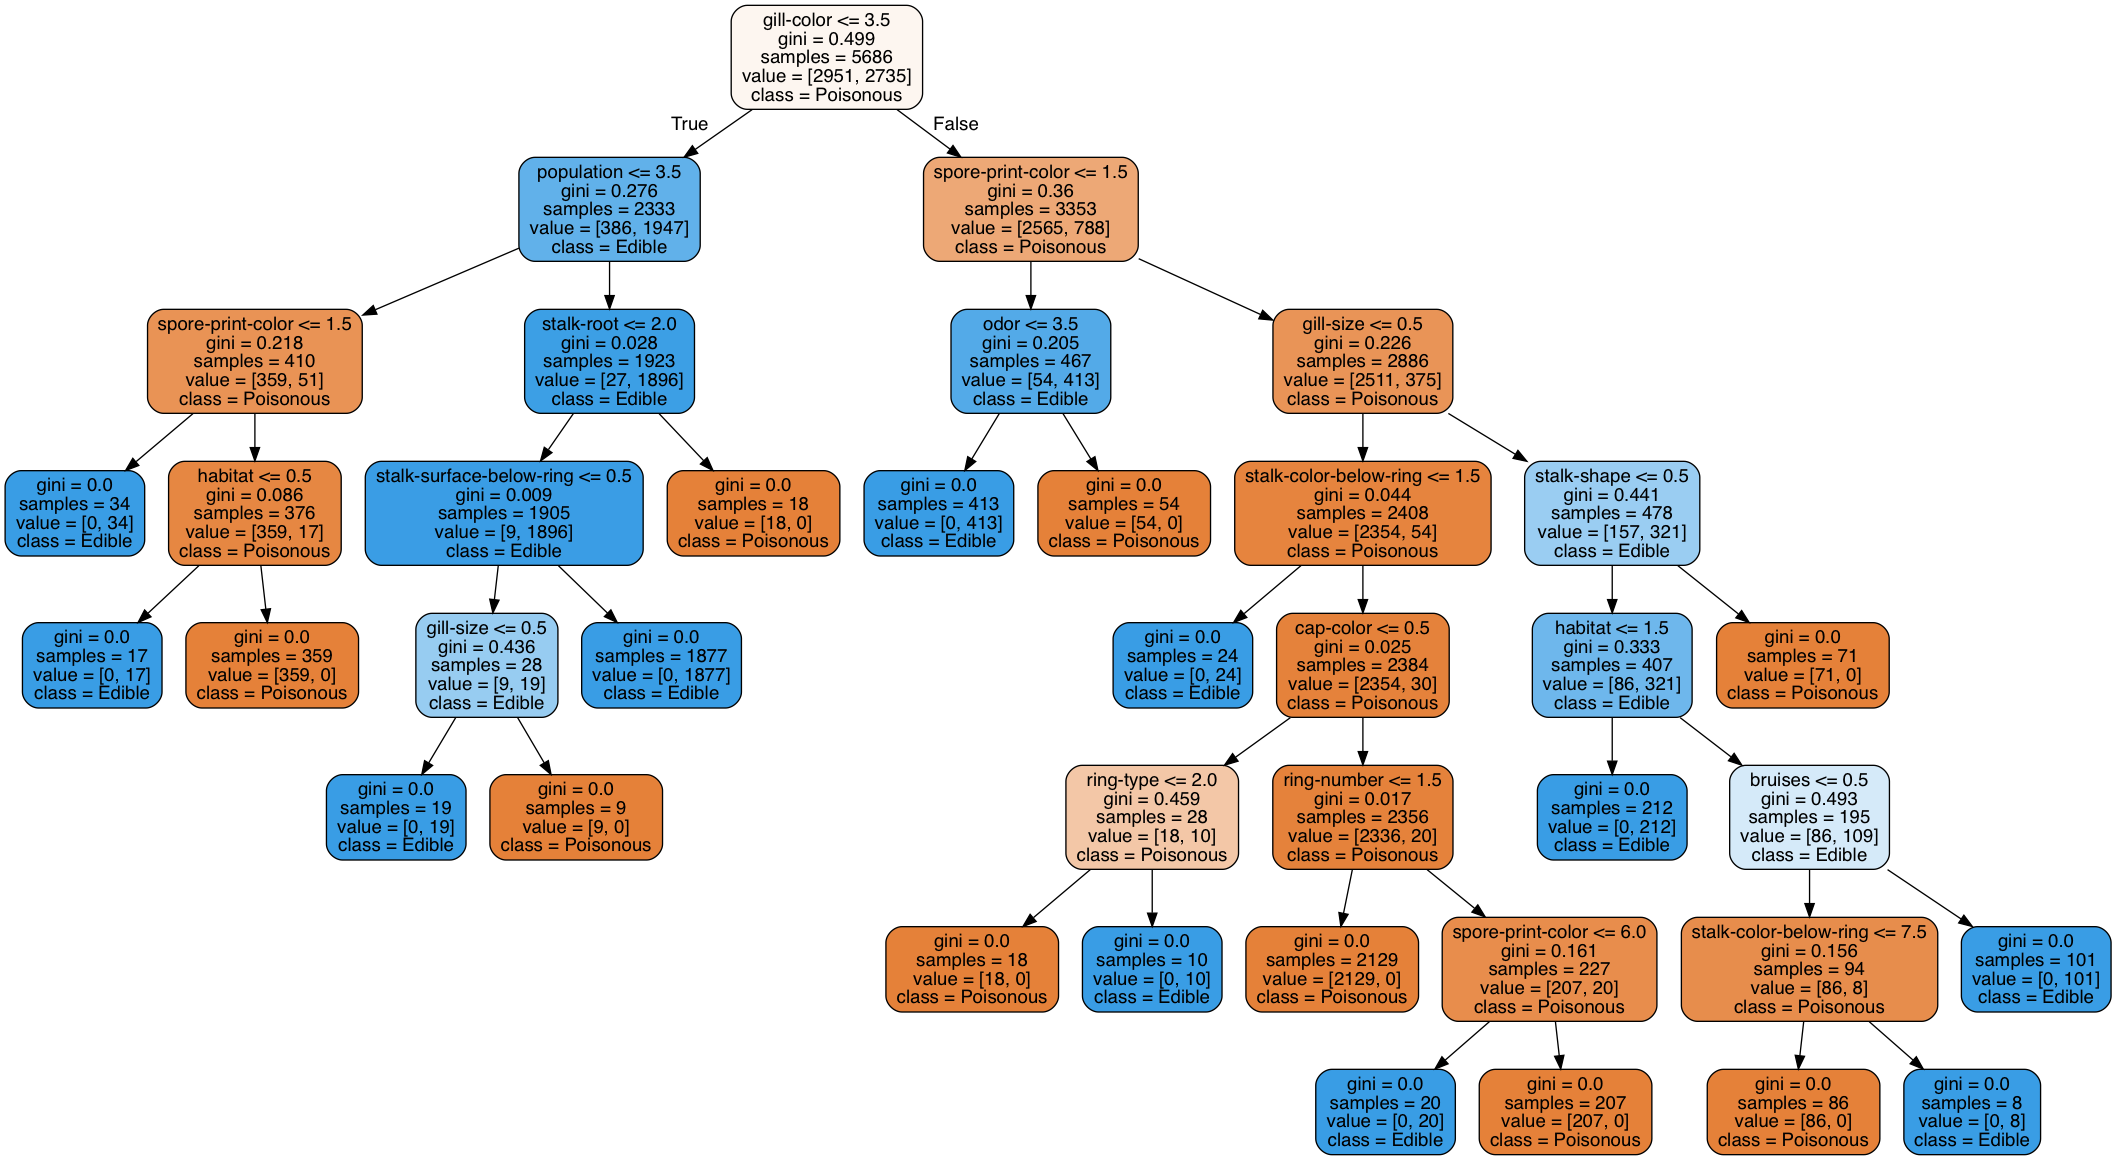 gill-color <= 3.5
gini = 0.499
samples = 5686
value = [2951, 2735]
class = Poisonous
True
False
population <= 3.5
gini = 0.276
samples = 2333
value = [386, 1947]
class = Edible
spore-print-color <= 1.5
gini = 0.36
samples = 3353
value = [2565, 788]
class = Poisonous
spore-print-color <= 1.5
gini = 0.218
samples = 410
value = [359, 51]
class = Poisonous
stalk-root <= 2.0
gini = 0.028
samples = 1923
value = [27, 1896]
class = Edible
odor <= 3.5
gini = 0.205
samples = 467
value = [54, 413]
class = Edible
gill-size <= 0.5
gini = 0.226
samples = 2886
value = [2511, 375]
class = Poisonous
gini = 0.0
samples = 34
value = [0, 34]
class = Edible
habitat <= 0.5
gini = 0.086
samples = 376
value = [359, 17]
class = Poisonous
stalk-surface-below-ring <= 0.5
gini = 0.009
samples = 1905
value = [9, 1896]
class = Edible
gini = 0.0
samples = 18
value = [18, 0]
class = Poisonous
gini = 0.0
samples = 413
value = [0, 413]
class = Edible
gini = 0.0
samples = 54
value = [54, 0]
class = Poisonous
stalk-color-below-ring <= 1.5
gini = 0.044
samples = 2408
value = [2354, 54]
class = Poisonous
stalk-shape <= 0.5
gini = 0.441
samples = 478
value = [157, 321]
class = Edible
gini = 0.0
samples = 17
value = [0, 17]
class = Edible
gini = 0.0
samples = 359
value = [359, 0]
class = Poisonous
gill-size <= 0.5
gini = 0.436
samples = 28
value = [9, 19]
class = Edible
gini = 0.0
samples = 1877
value = [0, 1877]
class = Edible
gini = 0.0
samples = 24
value = [0, 24]
class = Edible
cap-color <= 0.5
gini = 0.025
samples = 2384
value = [2354, 30]
class = Poisonous
habitat <= 1.5
gini = 0.333
samples = 407
value = [86, 321]
class = Edible
gini = 0.0
samples = 71
value = [71, 0]
class = Poisonous
gini = 0.0
samples = 19
value = [0, 19]
class = Edible
gini = 0.0
samples = 9
value = [9, 0]
class = Poisonous
ring-type <= 2.0
gini = 0.459
samples = 28
value = [18, 10]
class = Poisonous
ring-number <= 1.5
gini = 0.017
samples = 2356
value = [2336, 20]
class = Poisonous
gini = 0.0
samples = 212
value = [0, 212]
class = Edible
bruises <= 0.5
gini = 0.493
samples = 195
value = [86, 109]
class = Edible
gini = 0.0
samples = 18
value = [18, 0]
class = Poisonous
gini = 0.0
samples = 10
value = [0, 10]
class = Edible
gini = 0.0
samples = 2129
value = [2129, 0]
class = Poisonous
spore-print-color <= 6.0
gini = 0.161
samples = 227
value = [207, 20]
class = Poisonous
stalk-color-below-ring <= 7.5
gini = 0.156
samples = 94
value = [86, 8]
class = Poisonous
gini = 0.0
samples = 101
value = [0, 101]
class = Edible
gini = 0.0
samples = 20
value = [0, 20]
class = Edible
gini = 0.0
samples = 207
value = [207, 0]
class = Poisonous
gini = 0.0
samples = 86
value = [86, 0]
class = Poisonous
gini = 0.0
samples = 8
value = [0, 8]
class = Edible